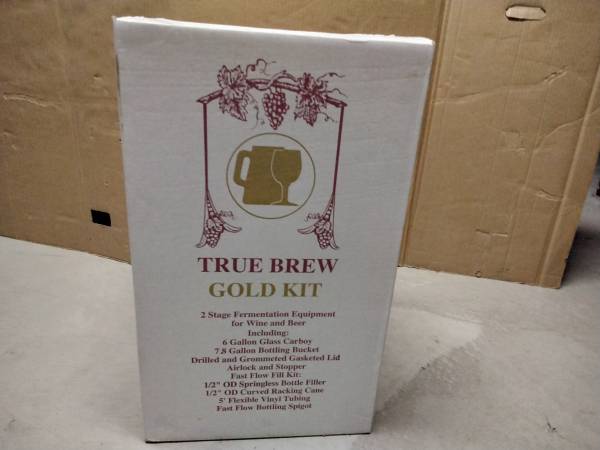 TRUE BREW
GOLD KIT
2 Stage Fermentation Equipment
for Wine and Beer
Including:
6 Gallon Glass Carboy
7.8 Gallon Bottling Bucket
Drilled and Grommeted Gasketed Lid
Airlock and Stopper
Fast Flow Fill Kit:
1/2" OD Springless Bottle Filler
1/2" OD Curved Racking Cane
5' Flexible Vinyl Tubing
Fast Flow Bottling Spigot